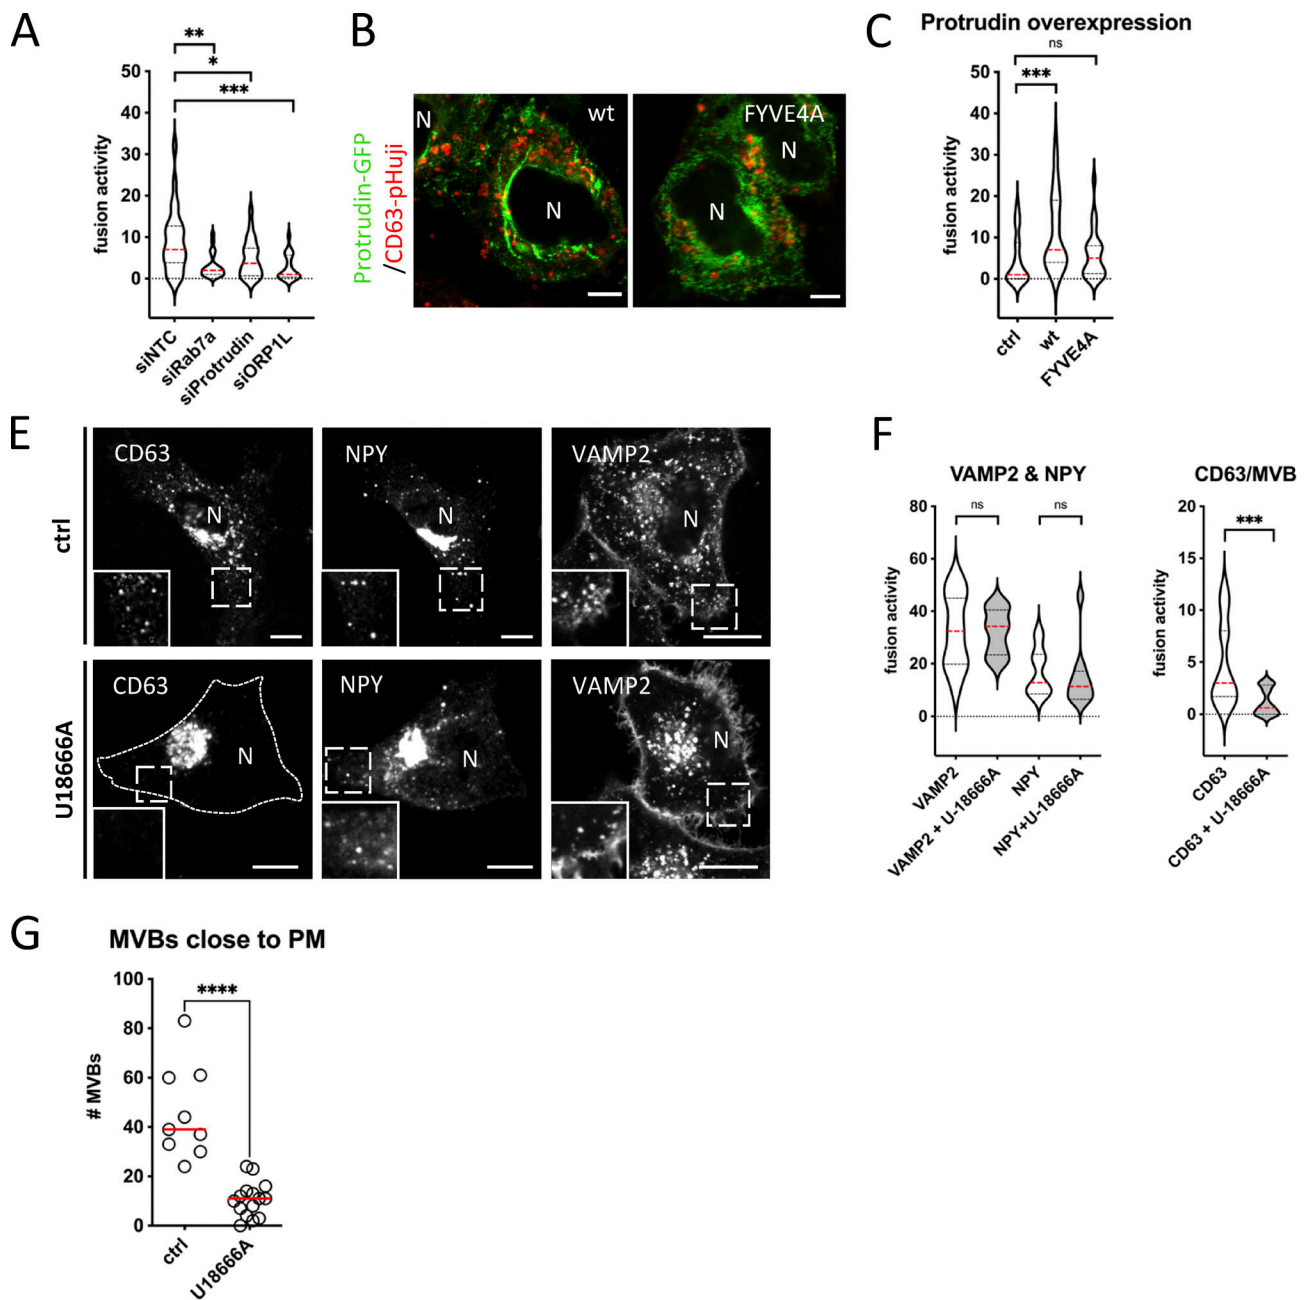 A
**
*
***
50
40
30
20
10
0
fusion activity
siNTC
siRab7a
siProtrudin
siORP1L
B
Protrudin-GFP
/CD63-pHuji
N
wt
N
FYVE4A
N
N
C
Protrudin overexpression
ns
***
50
40
30
20
10
0
fusion activity
ctrl
wt
FYVE4A
E
ctrl
CD63
N
NPY
N
VAMP2
N
U18666A
CD63
N
NPY
N
VAMP2
N
F
VAMP2 & NPY
ns
ns
80
60
40
20
0
fusion activity
VAMP2
VAMP2 + U-18666A
NPY
NPY+U-18666A
CD63/MVB
***
20
15
10
5
0
fusion activity
CD63
CD63 + U-18666A
G
MVBs close to PM
****
100
80
60
40
20
0
# MVBs
ctrl
U18666A